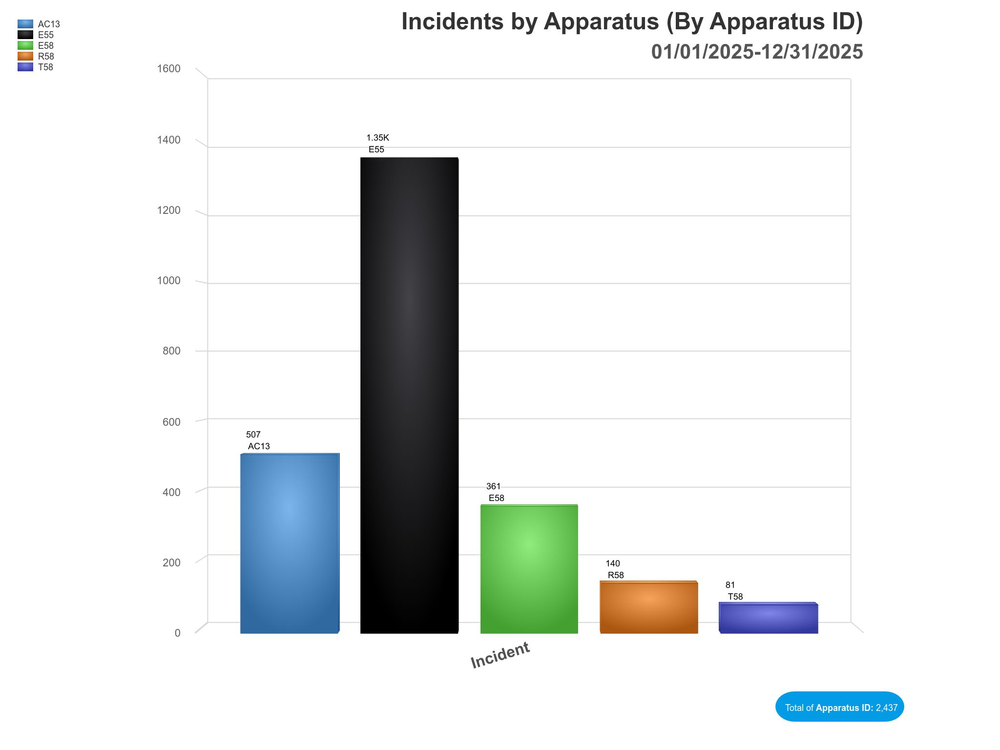 Incidents by Apparatus (By Apparatus ID)
01/01/2025-12/31/2025
AC13
E55
E58
R58
T58
1600
1400
1200
1000
800
600
400
200
0
507
AC13
1.35K
E55
361
E58
140
R58
81
T58
Incident
Total of Apparatus ID: 2,437